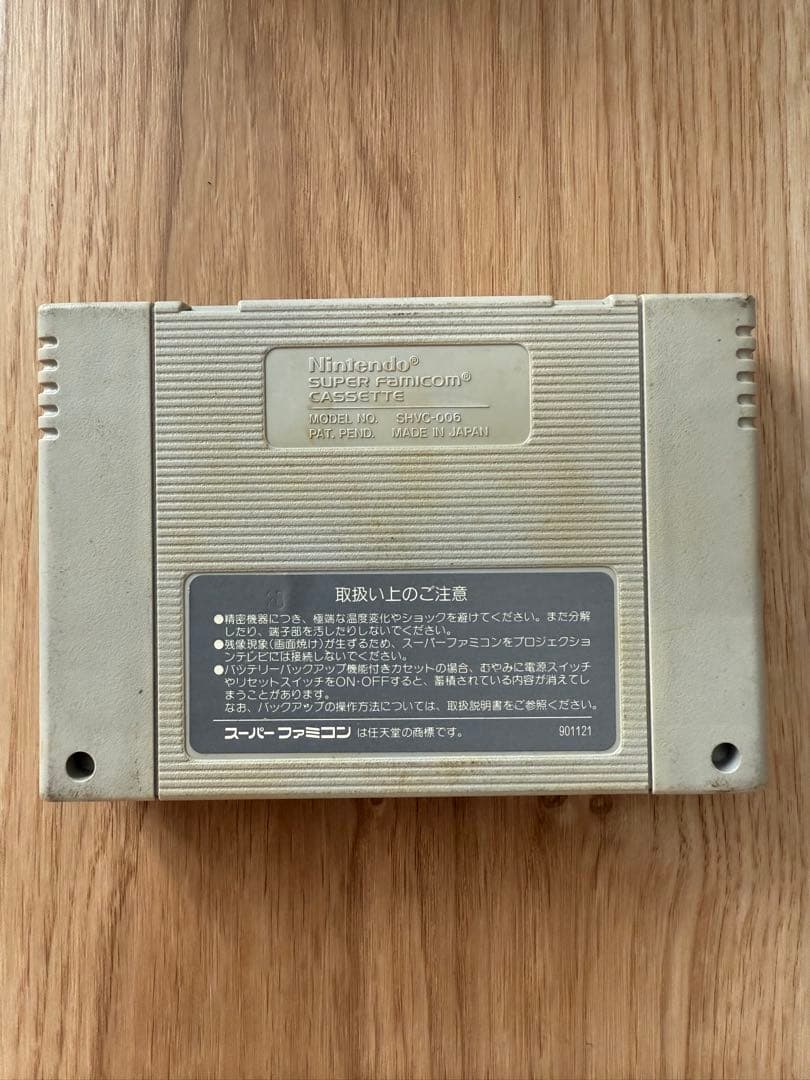 Nintendo®
SUPER FAMICOM®
CASSETTE
MODEL NO. SHVC-006
PAT. PEND. MADE IN JAPAN
取扱い上のご注意
●精密機器につき、極端な温度変化やショックを避けてください。また分解
したり、端子部を汚したりしないでください。
●残像現象(画面焼け)が生ずるため、スーパーファミコンをプロジェクショ
ンテレビには接続しないでください。
●バッテリーバックアップ機能付きカセットの場合、むやみに電源スイッチ
やリセットスイッチをON・OFFすると、蓄積されている内容が消えてし
まうことがあります。
なお、バックアップの操作方法については、取扱説明書をご参照ください。
スーパーファミコン は任天堂の商標です。 901121